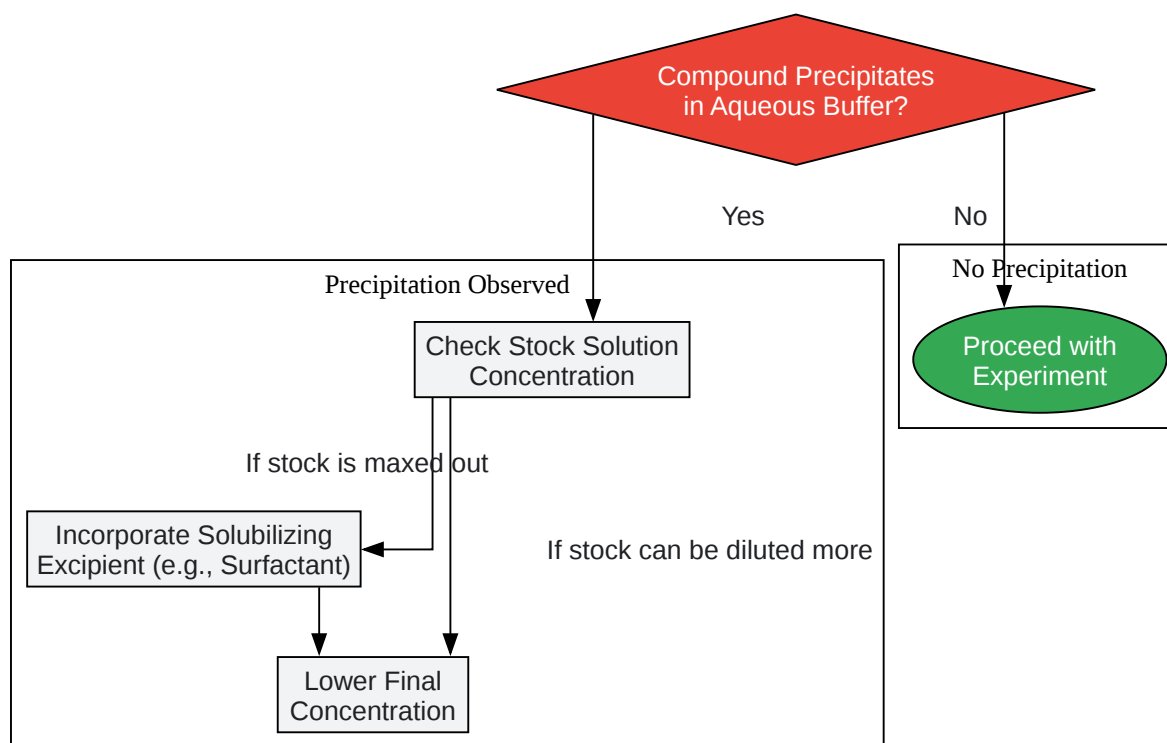 Compound Precipitates
in Aqueous Buffer?
Yes
No
Precipitation Observed
No Precipitation
Check Stock Solution
Concentration
Proceed with
Experiment
If stock is maxed out
Incorporate Solubilizing
Excipient (e.g., Surfactant)
If stock can be diluted more
Lower Final
Concentration